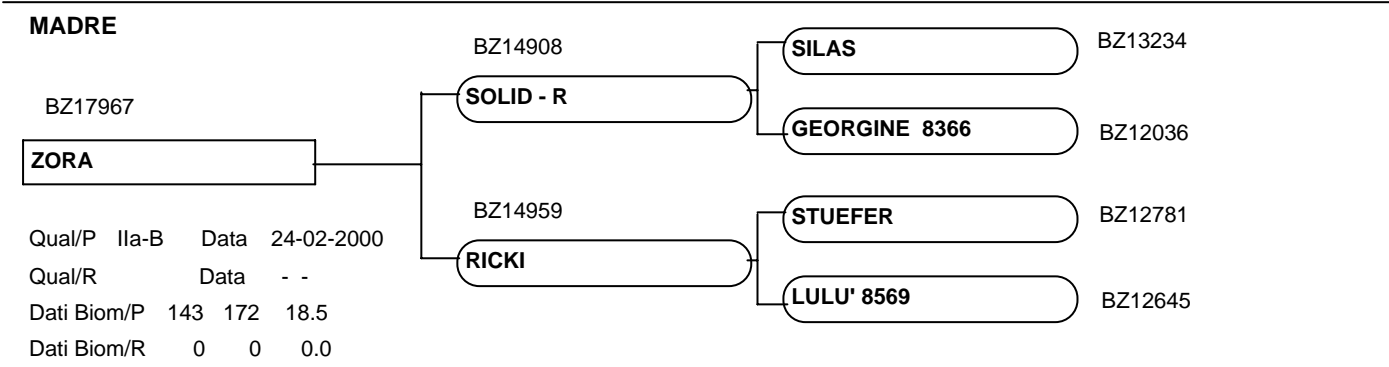 MADRE
BZ17967
ZORA
Qual/P IIa-B Data 24-02-2000
Qual/R Data - -
Dati Biom/P 143 172 18.5
Dati Biom/R 0 0 0.0
BZ14908
SOLID - R
BZ14959
RICKI
SILAS BZ13234
GEORGINE 8366 BZ12036
STUEFER BZ12781
LULU' 8569 BZ12645